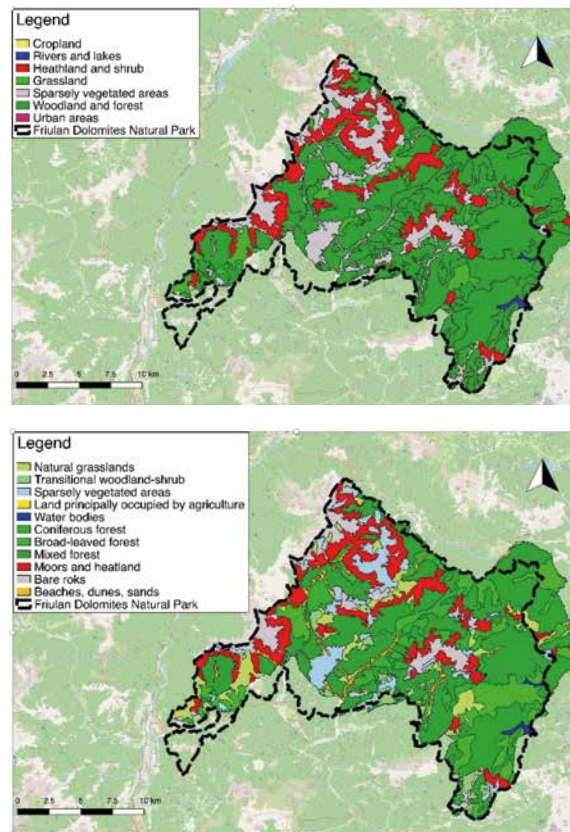 Legend
Cropland
Rivers and lakes
Heathland and shrub
Grassland
Sparsely vegetated areas
Woodland and forest
Urban areas
Friulan Dolomites Natural Park
0 2.5 5 7.5 10 km
Legend
Natural grasslands
Transitional woodland-shrub
Sparsely vegetated areas
Land principally occupied by agriculture
Water bodies
Coniferous forest
Broad-leaved forest
Mixed forest
Moors and heatland
Bare roks
Beaches, dunes, sands
Friulan Dolomites Natural Park
0 2.5 5 7.5 10 km